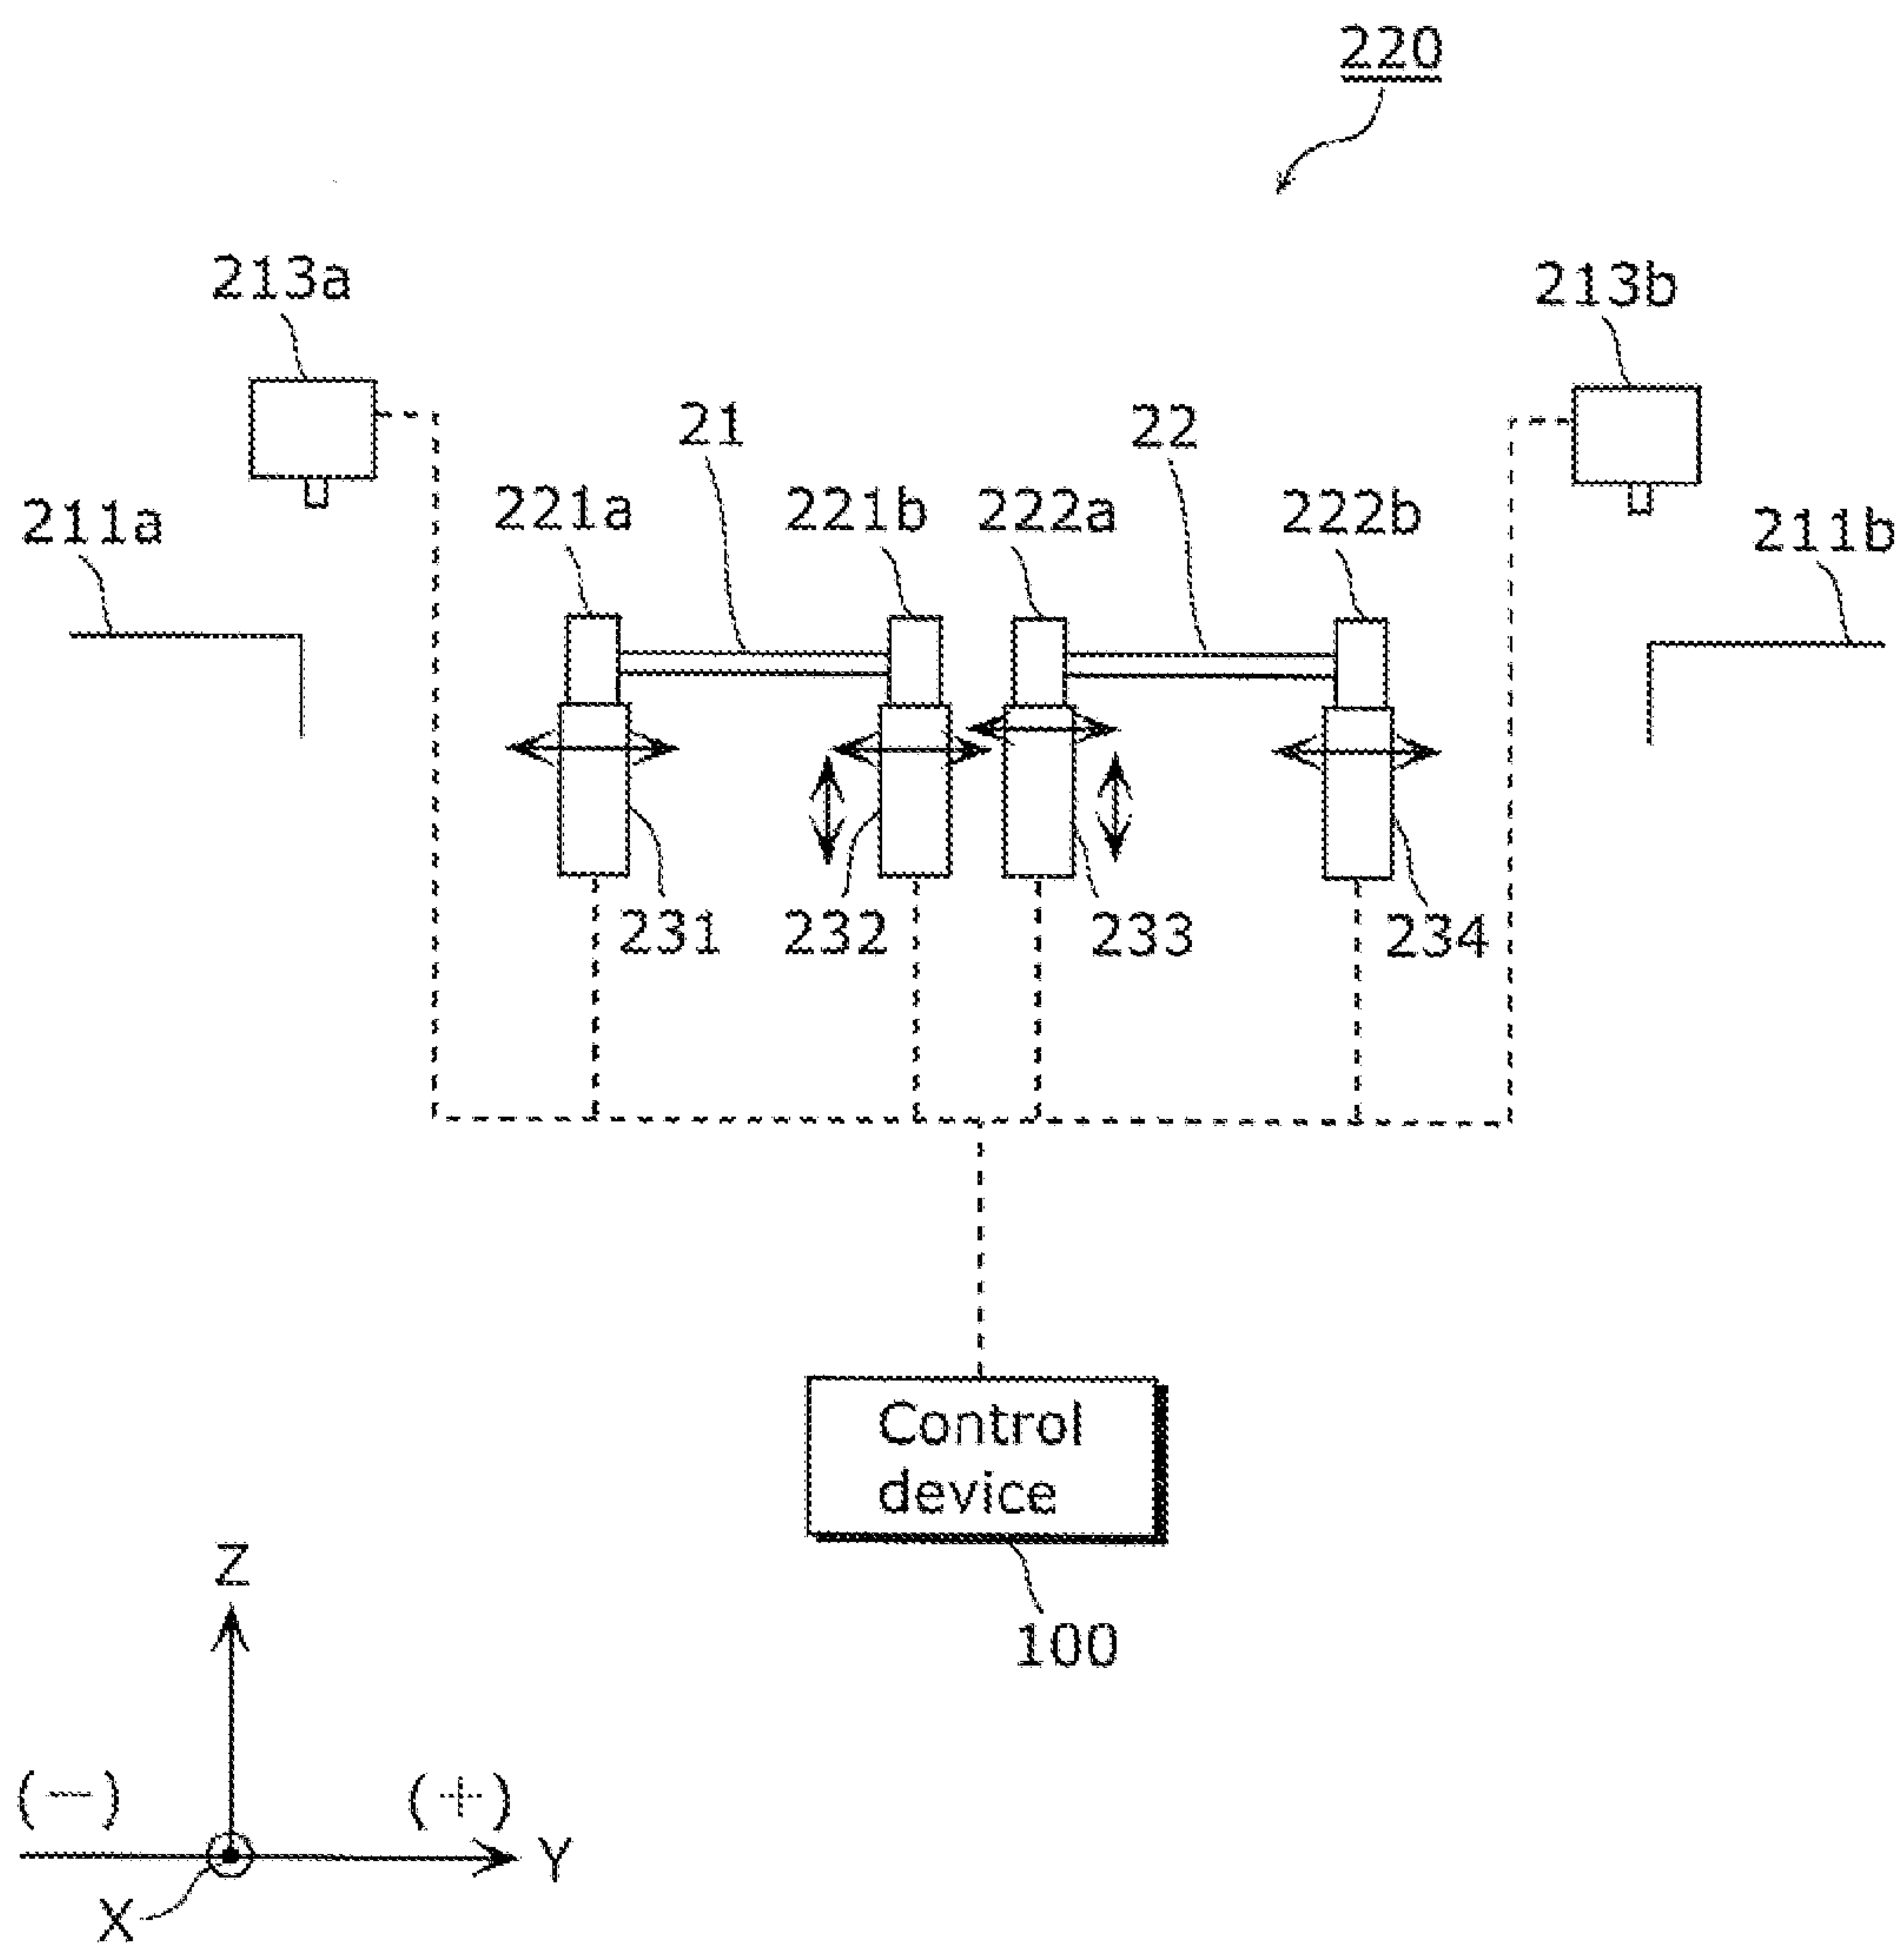 220
213a
213b
21
22
221a
221b
222a
222b
211a
211b
231
232
233
234
Control
device
100
Z
(−)
(+)
Y
X